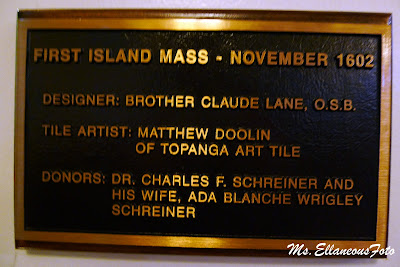 FIRST ISLAND MASS - NOVEMBER 1602
DESIGNER: BROTHER CLAUDE LANE, O.S.B.
TILE ARTIST: MATTHEW DOOLIN
OF TOPANGA ART TILE
DONORS: DR. CHARLES F. SCHREINER AND
HIS WIFE, ADA BLANCHE WRIGLEY
SCHREINER
Ms. EllaneousFoto